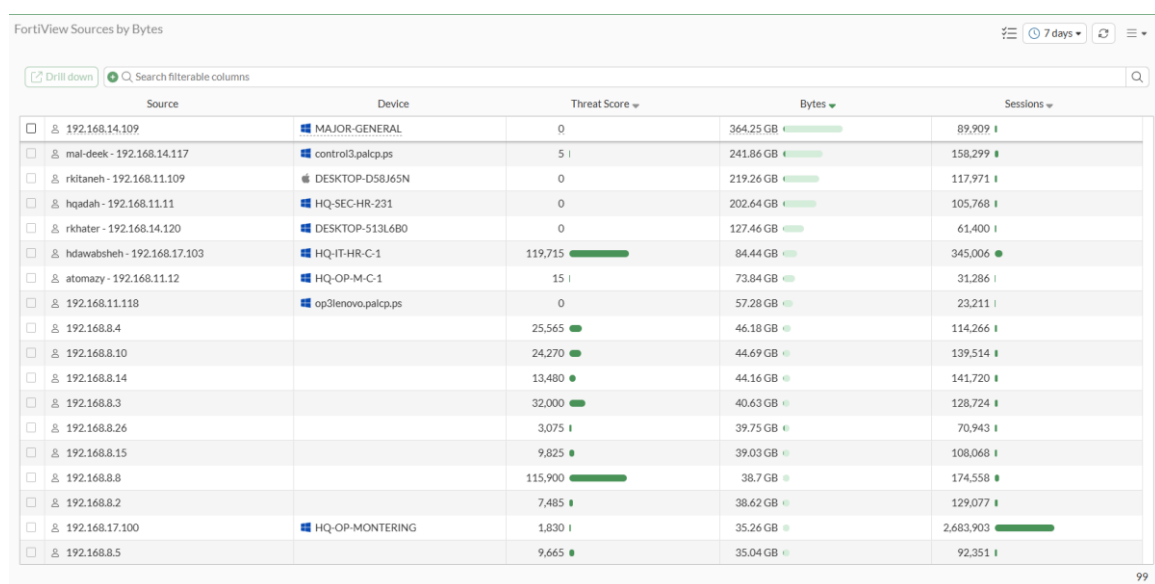 FortiView Sources by Bytes
7 days
Drill down Search filterable columns
Source Device Threat Score Bytes Sessions
192.168.14.109 MAJOR-GENERAL 0 364.25 GB 89,909
mal-deek - 192.168.14.117 control3.palcp.ps 5 241.86 GB 158,299
rkitaneh - 192.168.11.109 DESKTOP-D58J65N 0 219.26 GB 117,971
hqadah - 192.168.11.11 HQ-SEC-HR-231 0 202.64 GB 105,768
rkhater - 192.168.14.120 DESKTOP-513L6B0 0 127.46 GB 61,400
hdawabsheh - 192.168.17.103 HQ-IT-HR-C-1 119,715 84.44 GB 345,006
atomazy - 192.168.11.12 HQ-OP-M-C-1 15 73.84 GB 31,286
192.168.11.118 op3lenovo.palcp.ps 0 57.28 GB 23,211
192.168.8.4 25,565 46.18 GB 114,266
192.168.8.10 24,270 44.69 GB 139,514
192.168.8.14 13,480 44.16 GB 141,720
192.168.8.3 32,000 40.63 GB 128,724
192.168.8.26 3,075 39.75 GB 70,943
192.168.8.15 9,825 39.03 GB 108,068
192.168.8.8 115,900 38.7 GB 174,558
192.168.8.2 7,485 38.62 GB 129,077
192.168.17.100 HQ-OP-MONTERING 1,830 35.26 GB 2,683,903
192.168.8.5 9,665 35.04 GB 92,351
99